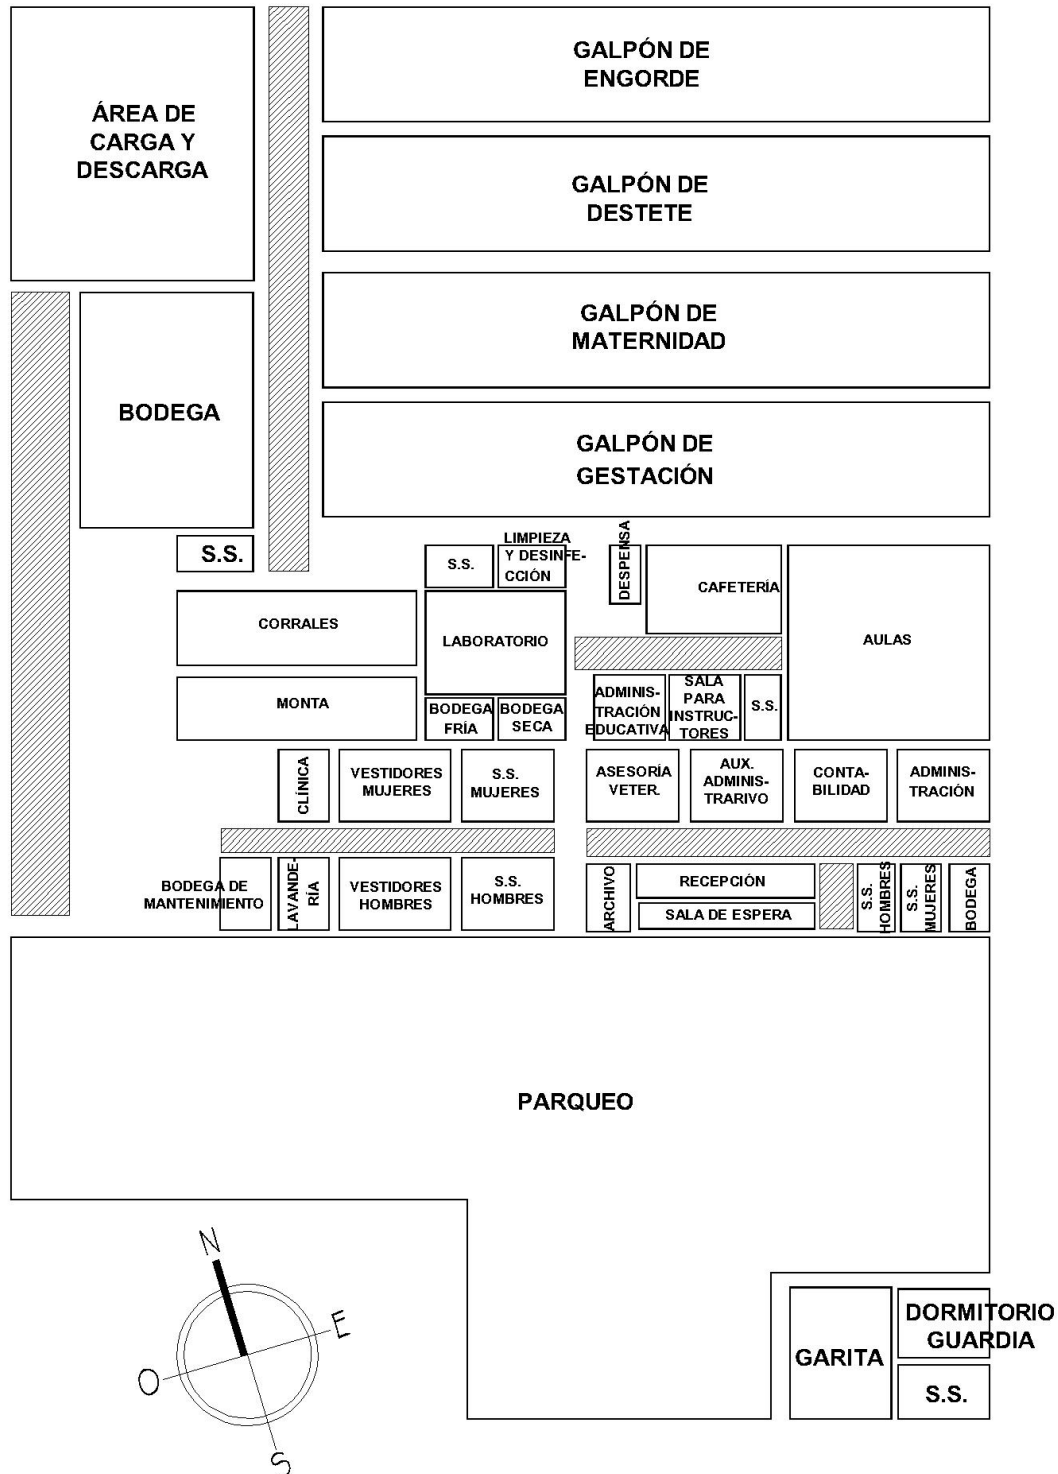 GALPÓN DE
ENGORDE
ÁREA DE
CARGA Y
DESCARGA
GALPÓN DE
DESTETE
GALPÓN DE
MATERNIDAD
BODEGA
GALPÓN DE
GESTACIÓN
S.S.
S.S.
LIMPIEZA
Y DESINFE-
CCIÓN
DESPENSA
CAFETERÍA
AULAS
CORRALES
LABORATORIO
MONTA
BODEGA
FRÍA
BODEGA
SECA
ADMINIS-
TRACIÓN
EDUCATIVA
SALA
PARA
INSTRUC-
TORES
S.S.
CLÍNICA
VESTIDORES
MUJERES
S.S.
MUJERES
ASESORÍA
VETER.
AUX.
ADMINIS-
TRARIVO
CONTA-
BILIDAD
ADMINIS-
TRACIÓN
BODEGA DE
MANTENIMIENTO
LAVANDE-
RÍA
VESTIDORES
HOMBRES
S.S.
HOMBRES
ARCHIVO
RECEPCIÓN
SALA DE ESPERA
S.S.
HOMBRES
S.S.
MUJERES
BODEGA
PARQUEO
N
E
O
S
GARITA
DORMITORIO
GUARDIA
S.S.